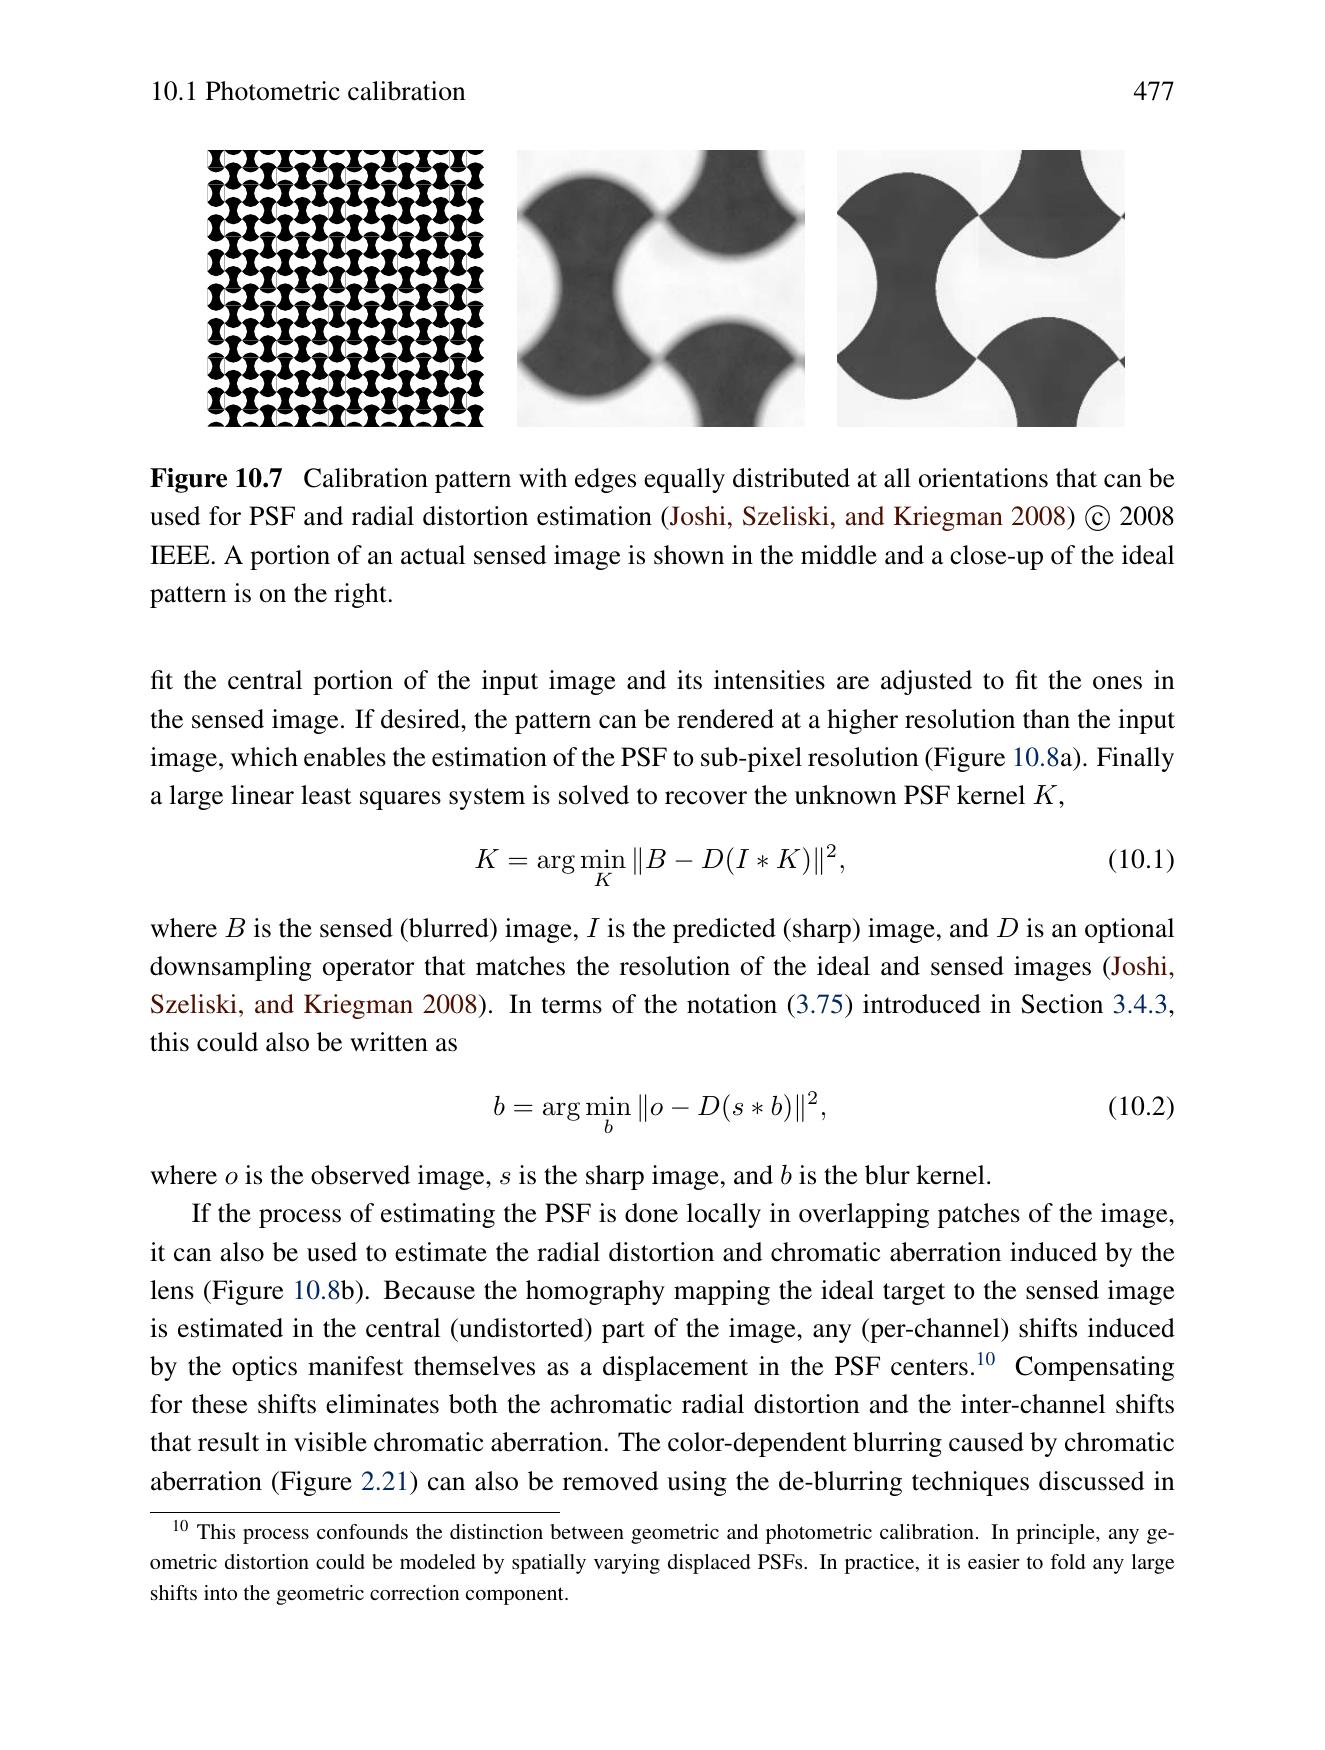 10.1 Photometric calibration 477
Figure 10.7 Calibration pattern with edges equally distributed at all orientations that can be
used for PSF and radial distortion estimation (Joshi, Szeliski, and Kriegman 2008) © 2008
IEEE. A portion of an actual sensed image is shown in the middle and a close-up of the ideal
pattern is on the right.
fit the central portion of the input image and its intensities are adjusted to fit the ones in
the sensed image. If desired, the pattern can be rendered at a higher resolution than the input
image, which enables the estimation of the PSF to sub-pixel resolution (Figure 10.8a). Finally
a large linear least squares system is solved to recover the unknown PSF kernel K,
K = arg min_K ‖B − D(I ∗ K)‖², (10.1)
where B is the sensed (blurred) image, I is the predicted (sharp) image, and D is an optional
downsampling operator that matches the resolution of the ideal and sensed images (Joshi,
Szeliski, and Kriegman 2008). In terms of the notation (3.75) introduced in Section 3.4.3,
this could also be written as
b = arg min_b ‖o − D(s ∗ b)‖², (10.2)
where o is the observed image, s is the sharp image, and b is the blur kernel.
If the process of estimating the PSF is done locally in overlapping patches of the image,
it can also be used to estimate the radial distortion and chromatic aberration induced by the
lens (Figure 10.8b). Because the homography mapping the ideal target to the sensed image
is estimated in the central (undistorted) part of the image, any (per-channel) shifts induced
by the optics manifest themselves as a displacement in the PSF centers.¹⁰ Compensating
for these shifts eliminates both the achromatic radial distortion and the inter-channel shifts
that result in visible chromatic aberration. The color-dependent blurring caused by chromatic
aberration (Figure 2.21) can also be removed using the de-blurring techniques discussed in
¹⁰ This process confounds the distinction between geometric and photometric calibration. In principle, any ge-
ometric distortion could be modeled by spatially varying displaced PSFs. In practice, it is easier to fold any large
shifts into the geometric correction component.